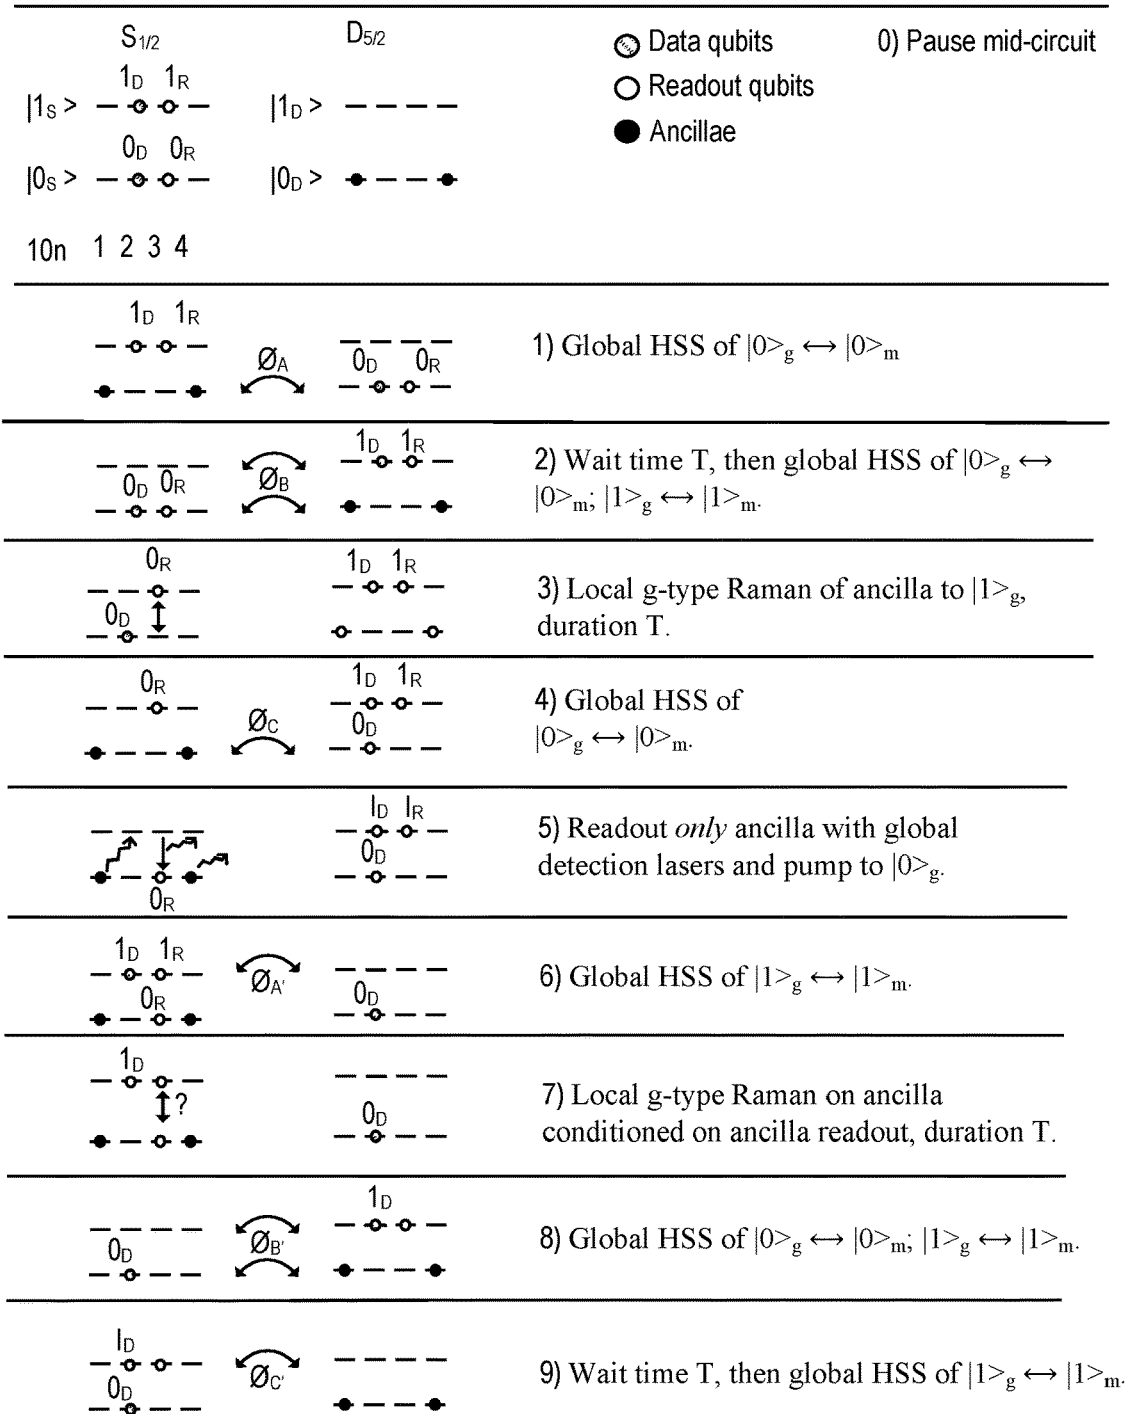 S1/2 D5/2
Data qubits 0) Pause mid-circuit
1D 1R
Readout qubits
|1S > |1D >
Ancillae
0D 0R
|0S > |0D >
10n 1 2 3 4
1D 1R
1) Global HSS of |0>g ↔ |0>m
ØA 0D 0R
1D 1R
2) Wait time T, then global HSS of |0>g ↔
0D 0R ØB
|0>m; |1>g ↔ |1>m.
0R 1D 1R
3) Local g-type Raman of ancilla to |1>g,
0D
duration T.
0R 1D 1R
4) Global HSS of
ØC 0D
|0>g ↔ |0>m.
ID IR
5) Readout only ancilla with global
0D
detection lasers and pump to |0>g.
0R
1D 1R
6) Global HSS of |1>g ↔ |1>m.
0R ØA' 0D
1D
7) Local g-type Raman on ancilla
? 0D
conditioned on ancilla readout, duration T.
1D
8) Global HSS of |0>g ↔ |0>m; |1>g ↔ |1>m.
0D ØB'
ID
9) Wait time T, then global HSS of |1>g ↔ |1>m.
0D ØC'